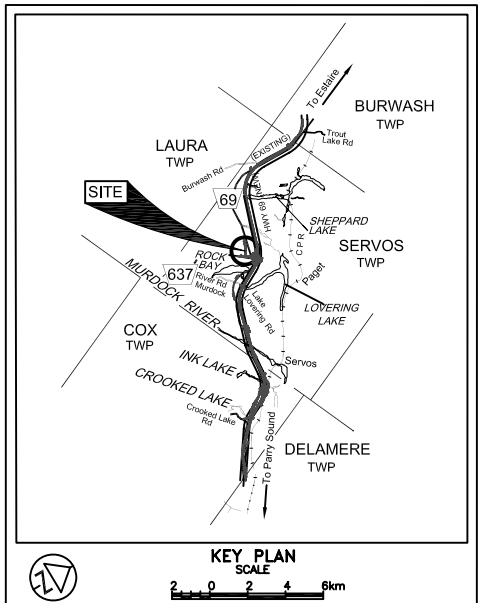 To Estaire
BURWASH
TWP
Trout
Lake Rd
LAURA
TWP
(EXISTING)
Burwash Rd
SITE
69
HWY 69 (NEW)
SHEPPARD
LAKE
CPR
SERVOS
TWP
ROCK
BAY
637
River Rd
Murdock
Paget
MURDOCK RIVER
Lake
Lovering Rd
LOVERING
LAKE
COX
TWP
INK LAKE
Servos
CROOKED LAKE
Crooked Lake
Rd
To Parry Sound
DELAMERE
TWP
KEY PLAN
SCALE
2 0 2 4 6km
N